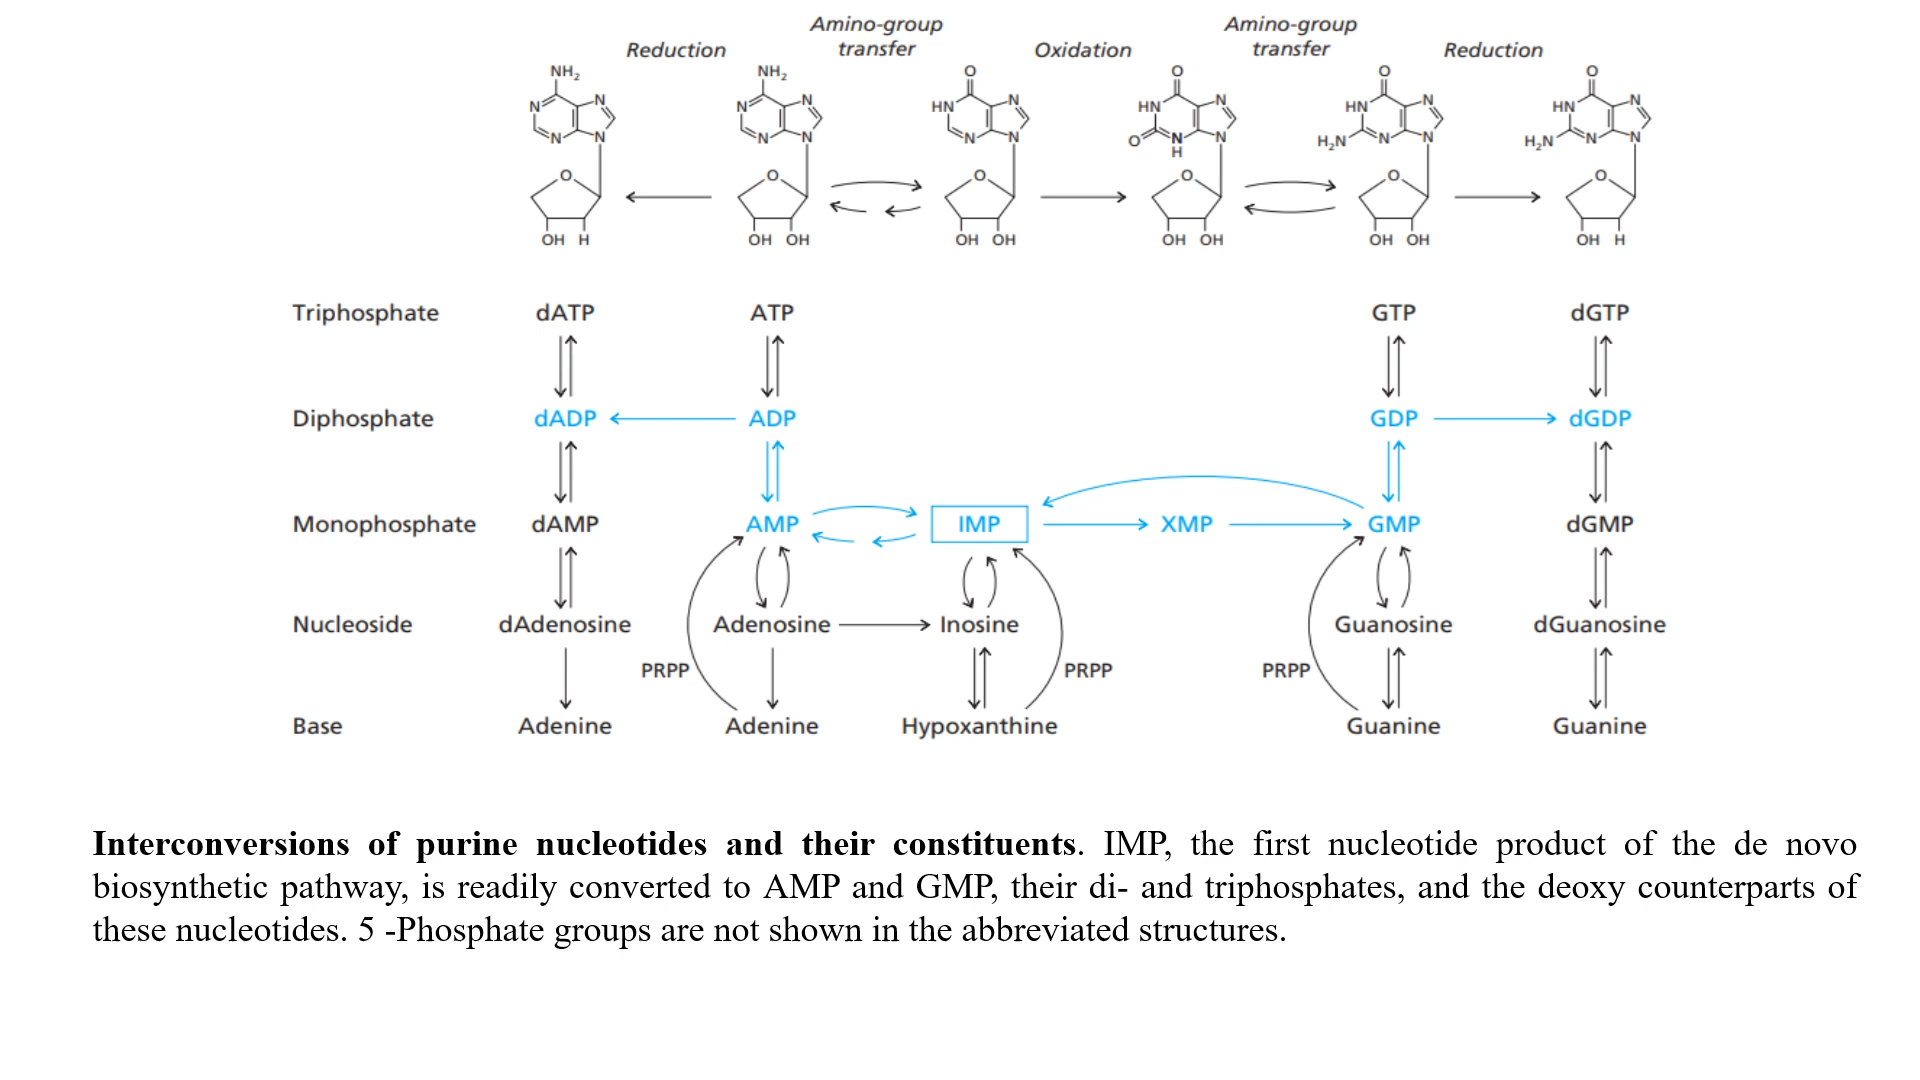 Amino-group
transfer
Amino-group
transfer
Reduction
Oxidation
Reduction
NH2 NH2 O O O O
N N N N HN N HN N HN N HN N
N N N N N N O N H N H2N N N H2N N N
O O O O O O
OH H OH OH OH OH OH OH OH OH OH H
Triphosphate dATP ATP GTP dGTP
Diphosphate dADP ADP GDP dGDP
Monophosphate dAMP AMP IMP XMP GMP dGMP
Nucleoside dAdenosine Adenosine Inosine Guanosine dGuanosine
PRPP PRPP PRPP
Base Adenine Adenine Hypoxanthine Guanine Guanine
Interconversions of purine nucleotides and their constituents. IMP, the first nucleotide product of the de novo
biosynthetic pathway, is readily converted to AMP and GMP, their di- and triphosphates, and the deoxy counterparts of
these nucleotides. 5 -Phosphate groups are not shown in the abbreviated structures.